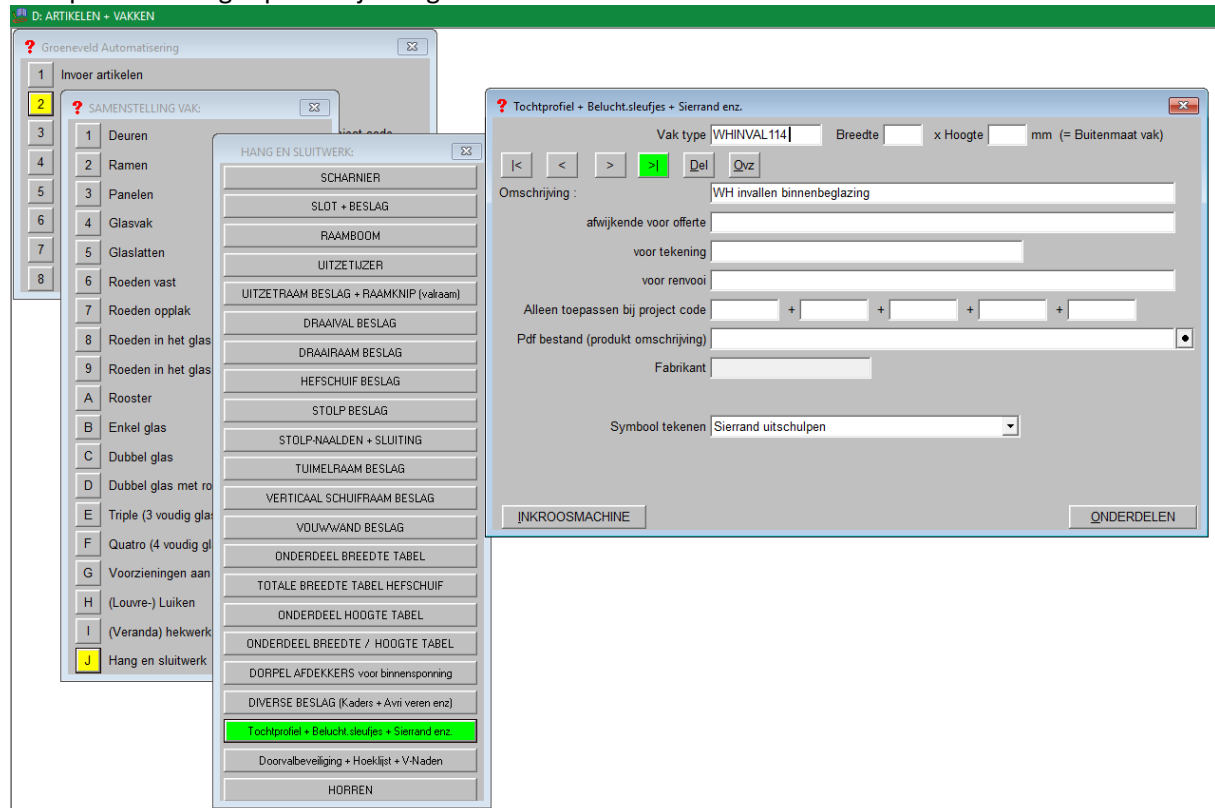 D: ARTIKELEN + VAKKEN
Groeneveld Automatisering
1 Invoer artikelen
2
3
4
5
6
7
8
SAMENSTELLING VAK:
1 Deuren
2 Ramen
3 Panelen
4 Glasvak
5 Glaslatten
6 Roeden vast
7 Roeden opplak
8 Roeden in het glas
9 Roeden in het glas
A Rooster
B Enkel glas
C Dubbel glas
D Dubbel glas met ro
E Triple (3 voudig glas
F Quatro (4 voudig gl
G Voorzieningen aan
H (Louvre-) Luiken
I (Veranda) hekwerk
J Hang en sluitwerk
HANG EN SLUITWERK:
SCHARNIER
SLOT + BESLAG
RAAMBOOM
UITZETIJZER
UITZETRAAM BESLAG + RAAMKNIP (valraam)
DRAAIVAL BESLAG
DRAAIRAAM BESLAG
HEFSCHUIF BESLAG
STOLP BESLAG
STOLP-NAALDEN + SLUITING
TUIMELRAAM BESLAG
VERTICAAL SCHUIFRAAM BESLAG
VOUWWAND BESLAG
ONDERDEEL BREEDTE TABEL
TOTALE BREEDTE TABEL HEFSCHUIF
ONDERDEEL HOOGTE TABEL
ONDERDEEL BREEDTE / HOOGTE TABEL
DORPEL AFDEKKERS voor binnensponning
DIVERSE BESLAG (Kaders + Avri veren enz)
Tochtprofiel + Belucht.sleufjes + Sierrand enz.
Doorvalbeveiliging + Hoeklijst + V-Naden
HORREN
Tochtprofiel + Belucht.sleufjes + Sierrand enz.
Vak type WHINVAL114 Breedte x Hoogte mm (= Buitenmaat vak)
|< < > >| Del Ovz
Omschrijving : WH invallen binnenbeglazing
afwijkende voor offerte
voor tekening
voor renvooi
Alleen toepassen bij project code + + + +
Pdf bestand (produkt omschrijving)
Fabrikant
Symbool tekenen Sierrand uitschulpen
INKROOSMACHINE ONDERDELEN